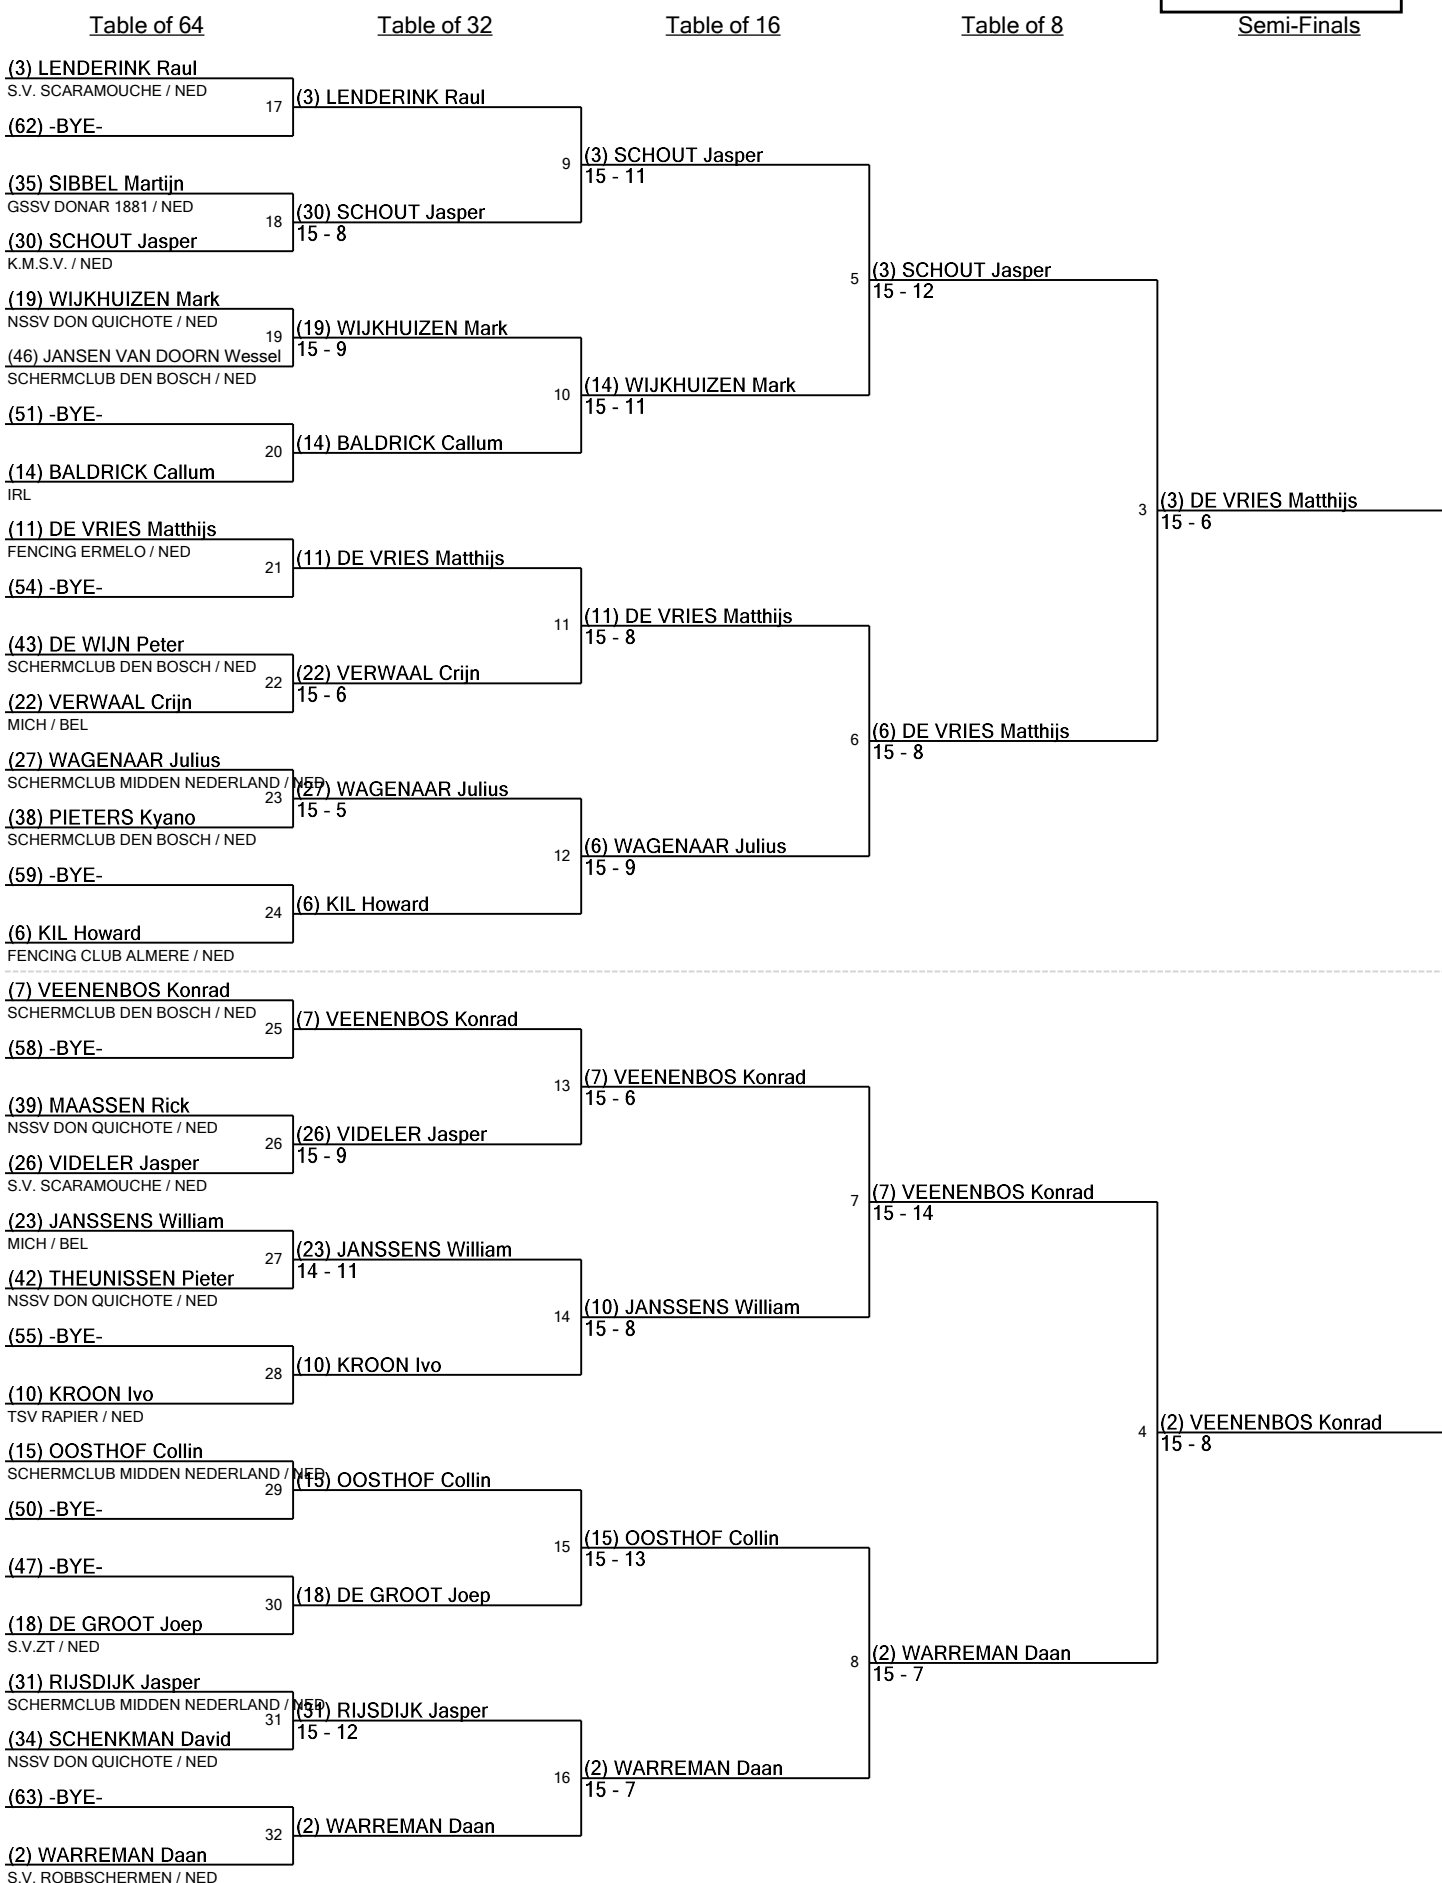 Table of 64
Table of 32
Table of 16
Table of 8
Semi-Finals
(3) LENDERINK Raul
S.V. SCARAMOUCHE / NED
17
(62) -BYE-
(35) SIBBEL Martijn
GSSV DONAR 1881 / NED
18
(30) SCHOUT Jasper
K.M.S.V. / NED
(19) WIJKHUIZEN Mark
NSSV DON QUICHOTE / NED
19
(46) JANSEN VAN DOORN Wessel
SCHERMCLUB DEN BOSCH / NED
(51) -BYE-
20
(14) BALDRICK Callum
IRL
(11) DE VRIES Matthijs
FENCING ERMELO / NED
21
(54) -BYE-
(43) DE WIJN Peter
SCHERMCLUB DEN BOSCH / NED
22
(22) VERWAAL Crijn
MICH / BEL
(27) WAGENAAR Julius
SCHERMCLUB MIDDEN NEDERLAND / NED
23
(38) PIETERS Kyano
SCHERMCLUB DEN BOSCH / NED
(59) -BYE-
24
(6) KIL Howard
FENCING CLUB ALMERE / NED
(7) VEENENBOS Konrad
SCHERMCLUB DEN BOSCH / NED
25
(58) -BYE-
(39) MAASSEN Rick
NSSV DON QUICHOTE / NED
26
(26) VIDELER Jasper
S.V. SCARAMOUCHE / NED
(23) JANSSENS William
MICH / BEL
27
(42) THEUNISSEN Pieter
NSSV DON QUICHOTE / NED
(55) -BYE-
28
(10) KROON Ivo
TSV RAPIER / NED
(15) OOSTHOF Collin
SCHERMCLUB MIDDEN NEDERLAND / NED
29
(50) -BYE-
(47) -BYE-
30
(18) DE GROOT Joep
S.V.ZT / NED
(31) RIJSDIJK Jasper
SCHERMCLUB MIDDEN NEDERLAND / NED
31
(34) SCHENKMAN David
NSSV DON QUICHOTE / NED
(63) -BYE-
32
(2) WARREMAN Daan
S.V. ROBBSCHERMEN / NED
(3) LENDERINK Raul
9
(30) SCHOUT Jasper
15 - 8
(19) WIJKHUIZEN Mark
15 - 9
10
(14) BALDRICK Callum
(11) DE VRIES Matthijs
11
(22) VERWAAL Crijn
15 - 6
(27) WAGENAAR Julius
15 - 5
12
(6) KIL Howard
(7) VEENENBOS Konrad
13
(26) VIDELER Jasper
15 - 9
(23) JANSSENS William
14 - 11
14
(10) KROON Ivo
(15) OOSTHOF Collin
15
(18) DE GROOT Joep
(31) RIJSDIJK Jasper
15 - 12
16
(2) WARREMAN Daan
(3) SCHOUT Jasper
15 - 11
5
(14) WIJKHUIZEN Mark
15 - 11
(11) DE VRIES Matthijs
15 - 8
6
(6) WAGENAAR Julius
15 - 9
(7) VEENENBOS Konrad
15 - 6
7
(10) JANSSENS William
15 - 8
(15) OOSTHOF Collin
15 - 13
8
(2) WARREMAN Daan
15 - 7
(3) SCHOUT Jasper
15 - 12
3
(6) DE VRIES Matthijs
15 - 8
(7) VEENENBOS Konrad
15 - 14
4
(2) WARREMAN Daan
15 - 7
(3) DE VRIES Matthijs
15 - 6
(2) VEENENBOS Konrad
15 - 8